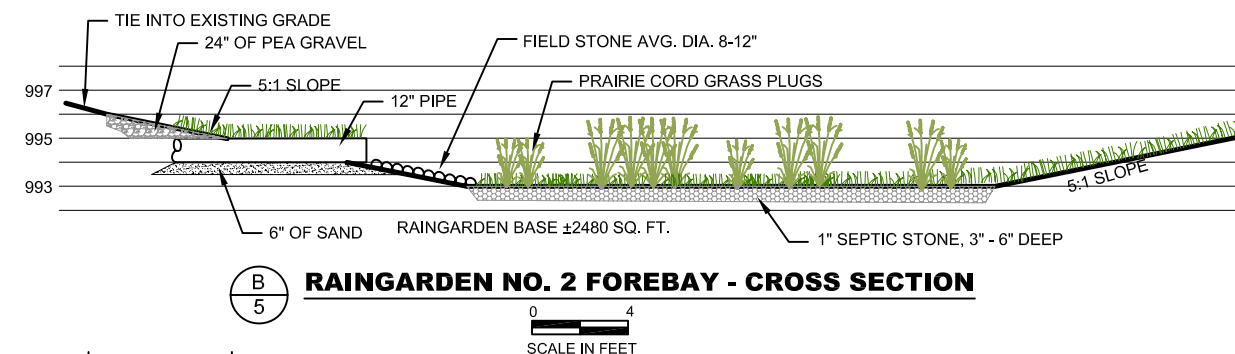 TIE INTO EXISTING GRADE
24" OF PEA GRAVEL
FIELD STONE AVG. DIA. 8-12"
5:1 SLOPE
PRAIRIE CORD GRASS PLUGS
12" PIPE
997
995
993
5:1 SLOPE
6" OF SAND
RAINGARDEN BASE ±2480 SQ. FT.
1" SEPTIC STONE, 3" - 6" DEEP
B
5
RAINGARDEN NO. 2 FOREBAY - CROSS SECTION
0 4
SCALE IN FEET